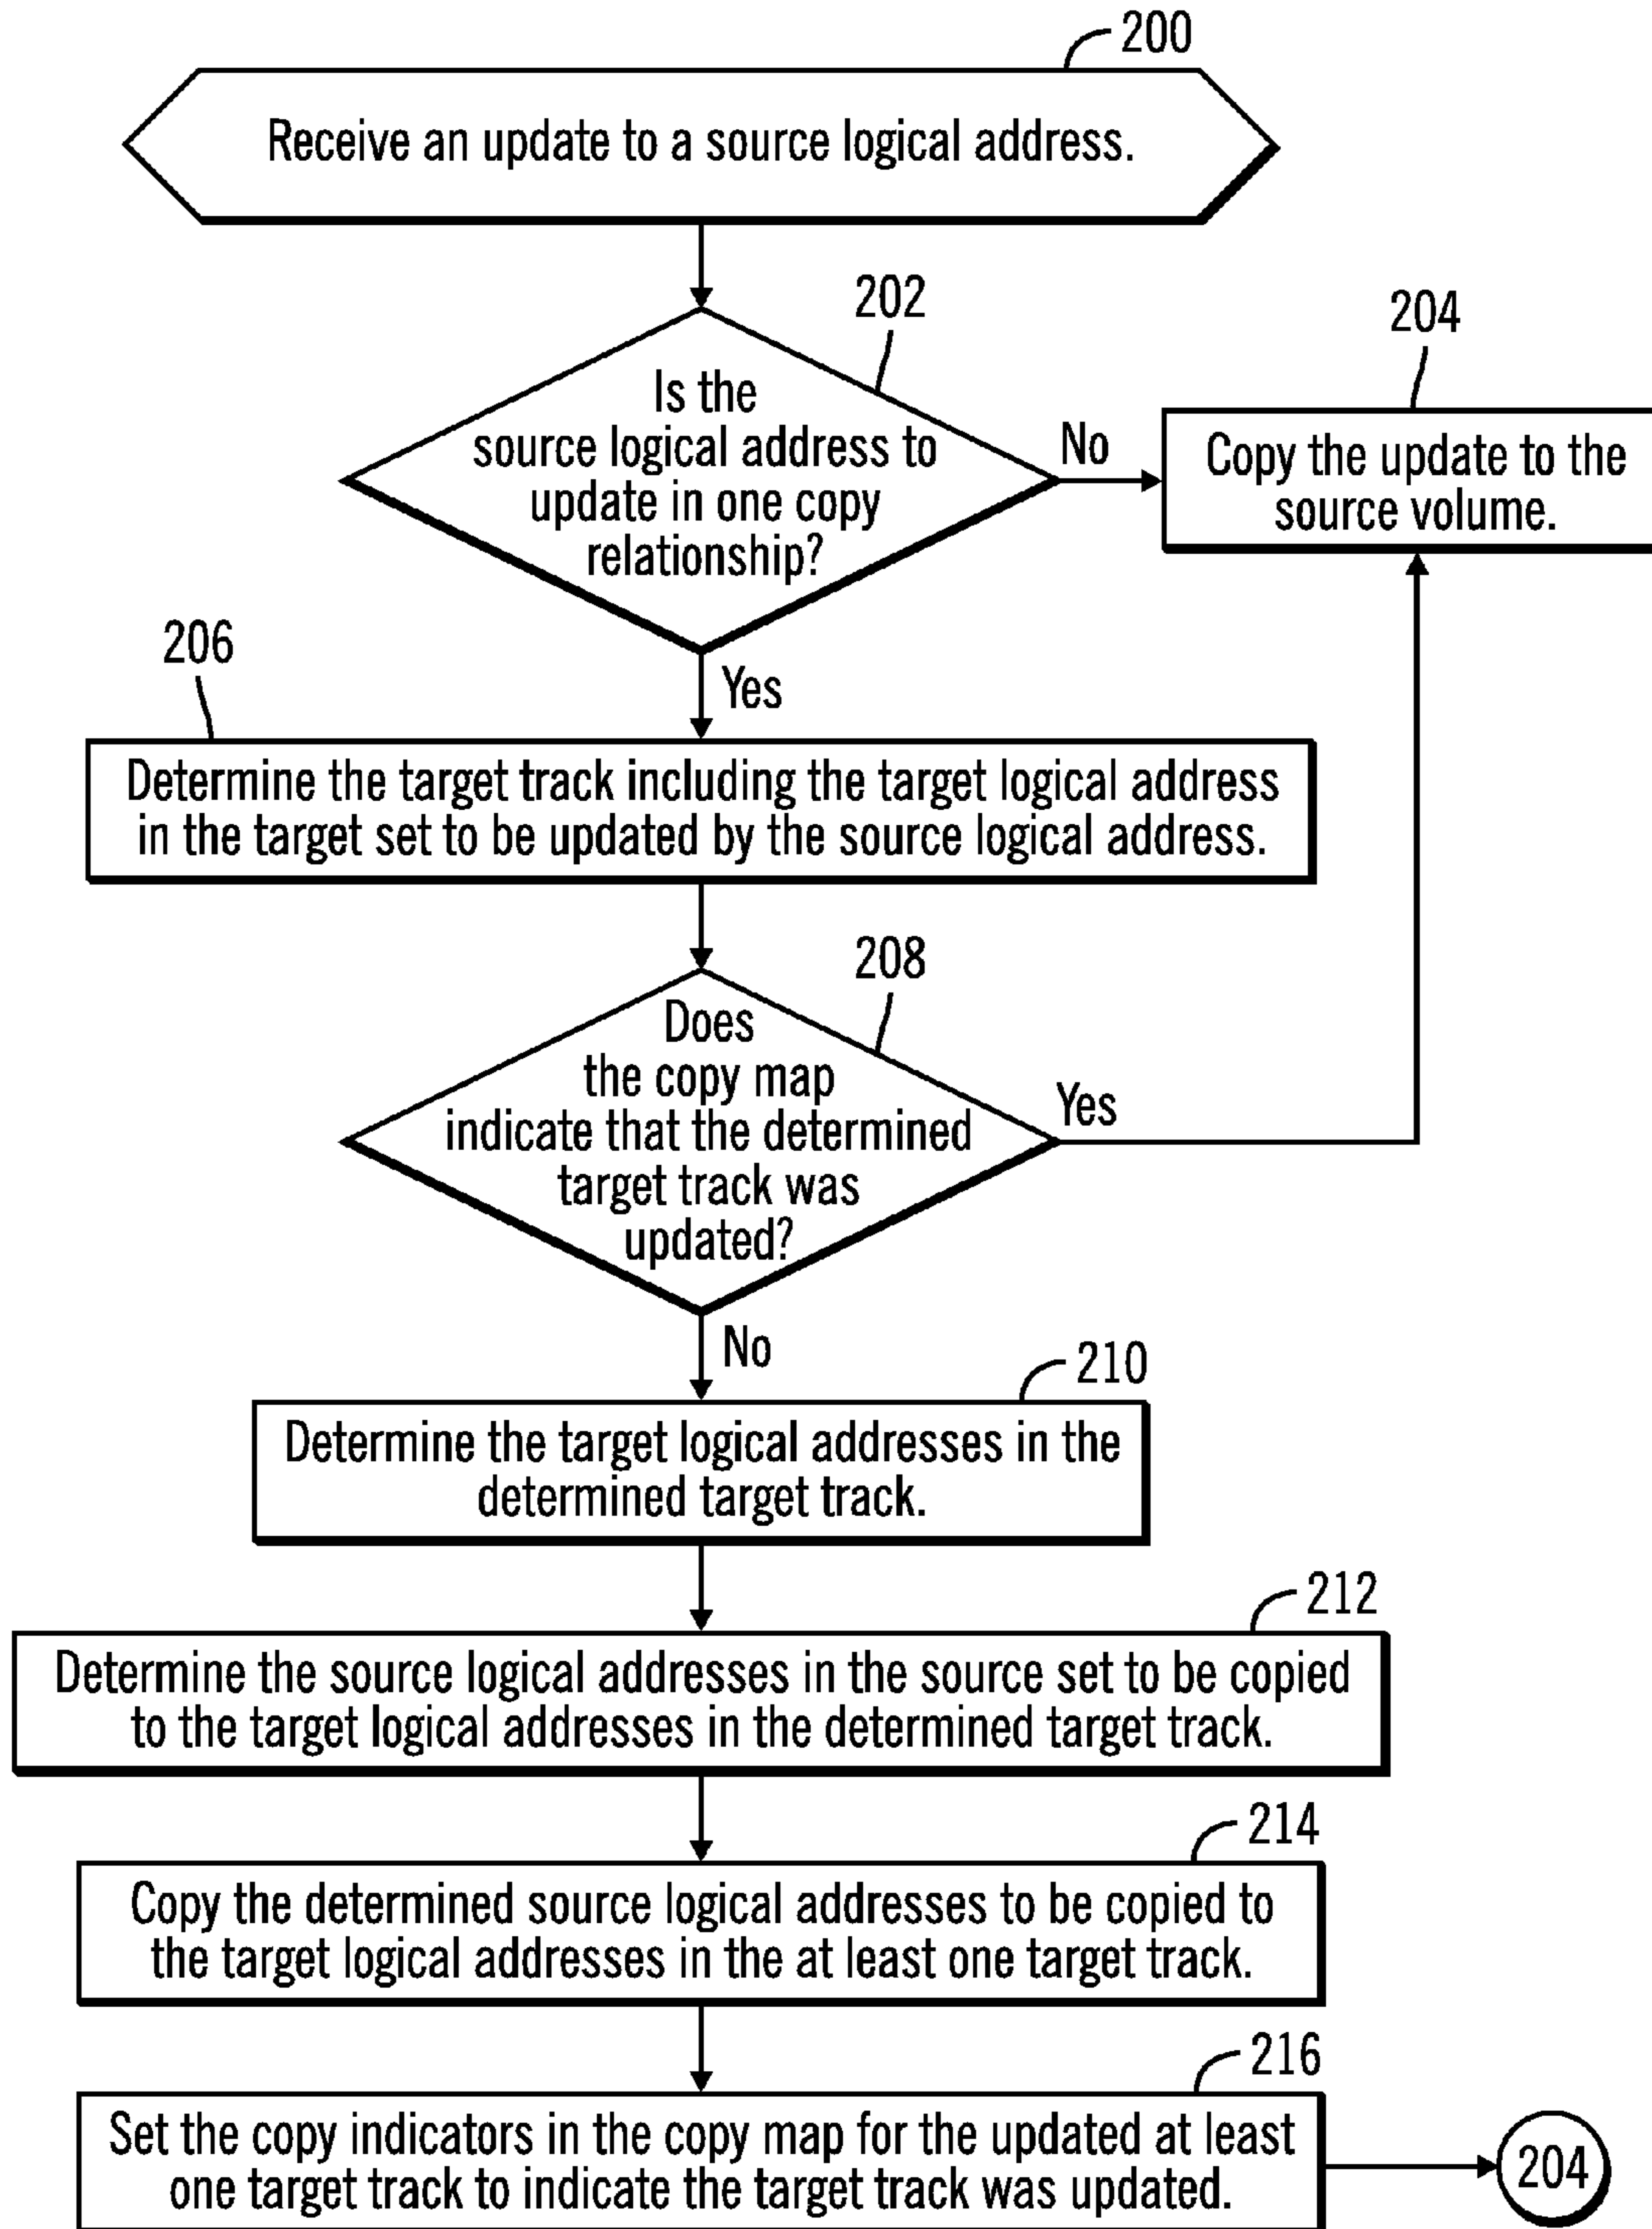 200
Receive an update to a source logical address.
202
Is the
source logical address to
update in one copy
relationship?
No
204
Copy the update to the
source volume.
Yes
206
Determine the target track including the target logical address
in the target set to be updated by the source logical address.
208
Does
the copy map
indicate that the determined
target track was
updated?
Yes
No
210
Determine the target logical addresses in the
determined target track.
212
Determine the source logical addresses in the source set to be copied
to the target logical addresses in the determined target track.
214
Copy the determined source logical addresses to be copied to
the target logical addresses in the at least one target track.
216
Set the copy indicators in the copy map for the updated at least
one target track to indicate the target track was updated.
204